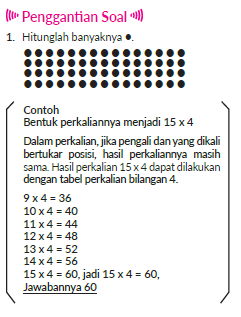 Penggantian Soal
1. Hitunglah banyaknya ●.
Contoh
Bentuk perkaliannya menjadi 15 x 4
Dalam perkalian, jika pengali dan yang dikali
bertukar posisi, hasil perkaliannya masih
sama. Hasil perkalian 15 x 4 dapat dilakukan
dengan tabel perkalian bilangan 4.
9 x 4 = 36
10 x 4 = 40
11 x 4 = 44
12 x 4 = 48
13 x 4 = 52
14 x 4 = 56
15 x 4 = 60, jadi 15 x 4 = 60,
Jawabannya 60